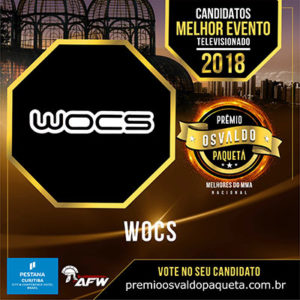 CANDIDATOS
MELHOR EVENTO
TELEVISIONADO
2018
WOCS
PRÊMIO
OSVALDO
PAQUETÁ
MELHORES DO MMA
NACIONAL
WOCS
PESTANA
CURITIBA
BRASIL
AFW
VOTE NO SEU CANDIDATO
premioosvaldopaqueta.com.br